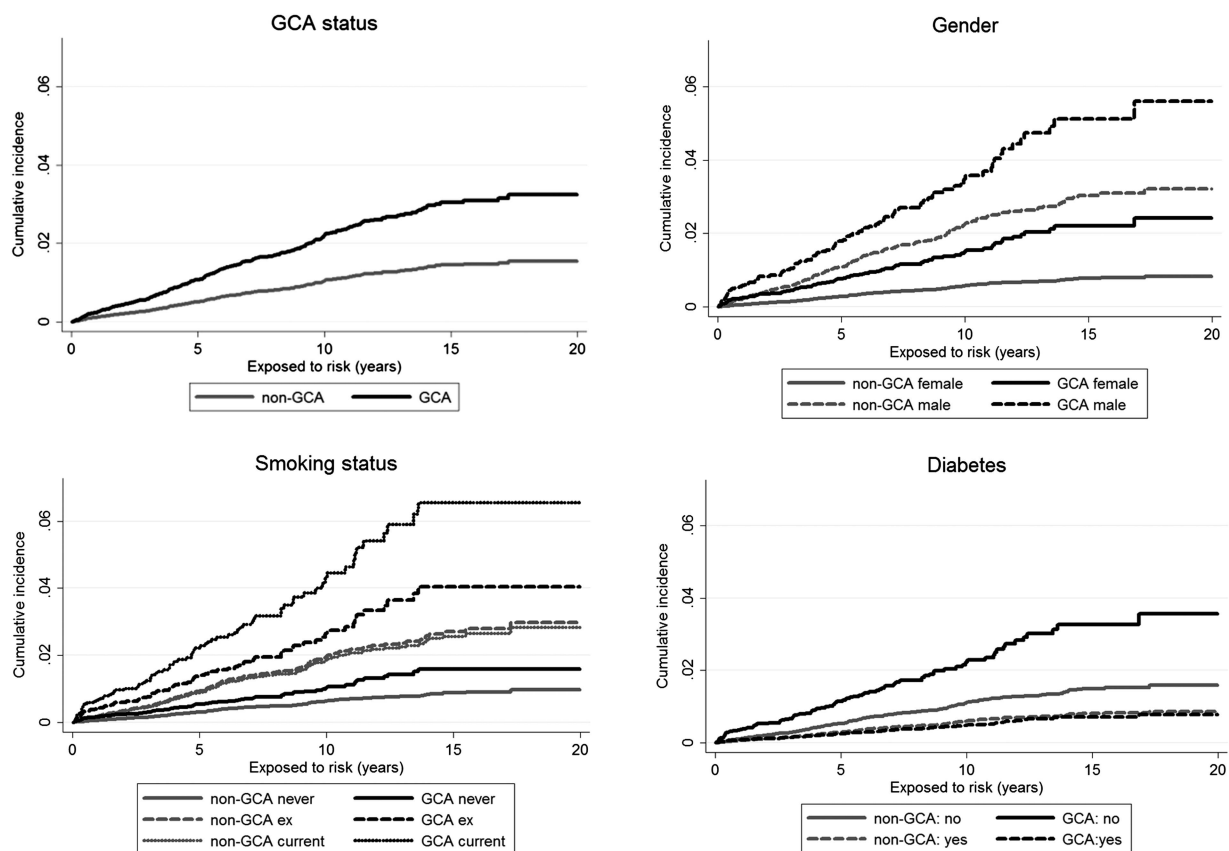 GCA status
Cumulative incidence
.06
.04
.02
0
0 5 10 15 20
Exposed to risk (years)
non-GCA GCA
Gender
Cumulative incidence
.06
.04
.02
0
0 5 10 15 20
Exposed to risk (years)
non-GCA female GCA female
non-GCA male GCA male
Smoking status
Cumulative incidence
.06
.04
.02
0
0 5 10 15 20
Exposed to risk (years)
non-GCA never GCA never
non-GCA ex GCA ex
non-GCA current GCA current
Diabetes
Cumulative incidence
.06
.04
.02
0
0 5 10 15 20
Exposed to risk (years)
non-GCA: no GCA: no
non-GCA: yes GCA:yes